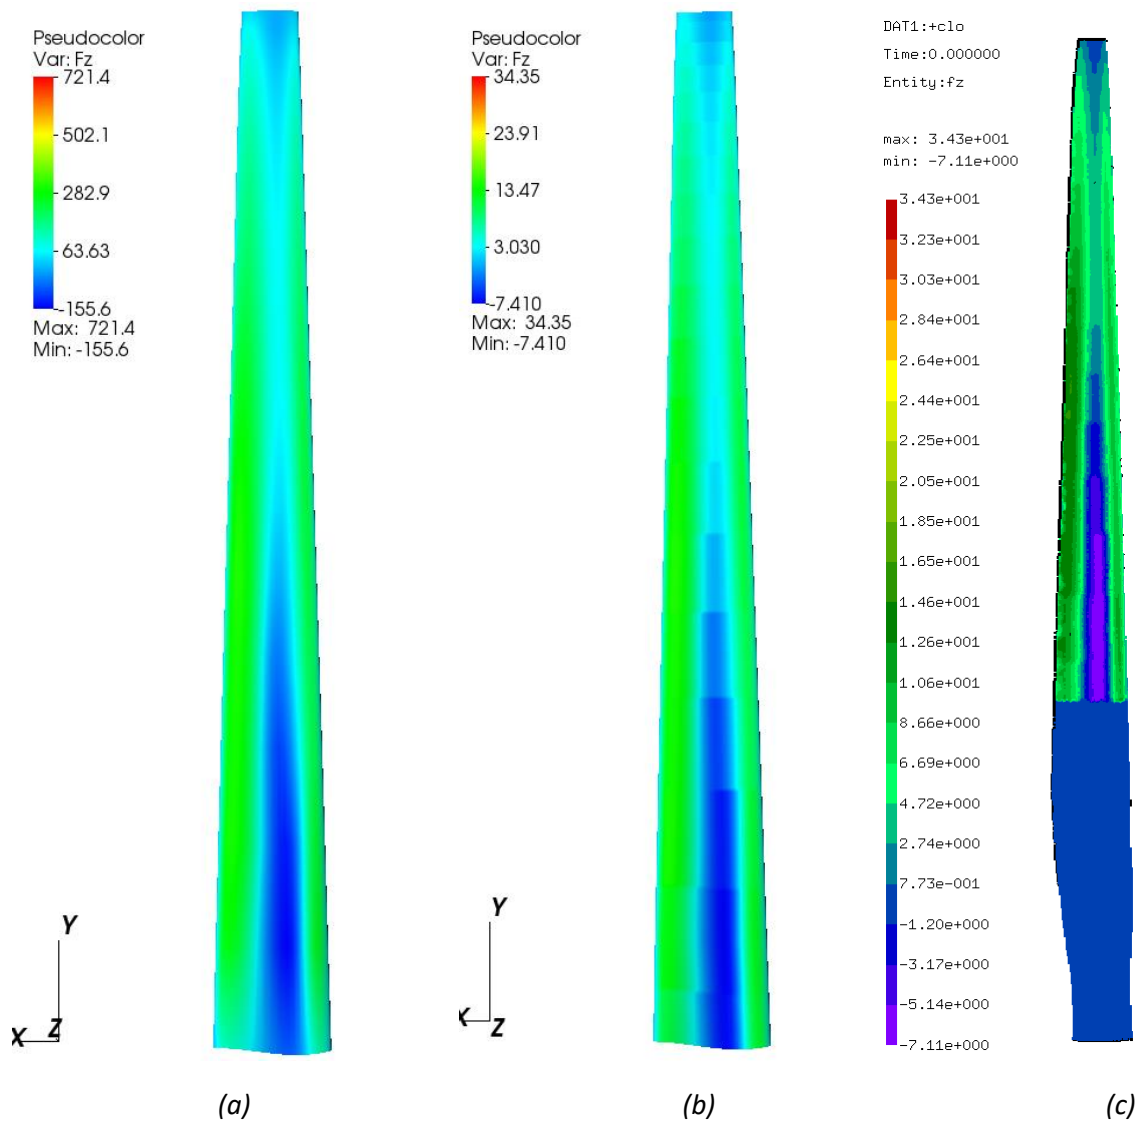 Pseudocolor
Var: Fz
721.4
502.1
282.9
63.63
-155.6
Max: 721.4
Min: -155.6
Y
X
Z
(a)
Pseudocolor
Var: Fz
34.35
23.91
13.47
3.030
-7.410
Max: 34.35
Min: -7.410
Y
X
Z
(b)
DAT1:+clo
Time:0.000000
Entity:fz
max: 3.43e+001
min: -7.11e+000
3.43e+001
3.23e+001
3.03e+001
2.84e+001
2.64e+001
2.44e+001
2.25e+001
2.05e+001
1.85e+001
1.65e+001
1.46e+001
1.26e+001
1.06e+001
8.66e+000
6.69e+000
4.72e+000
2.74e+000
7.73e-001
-1.20e+000
-3.17e+000
-5.14e+000
-7.11e+000
(c)